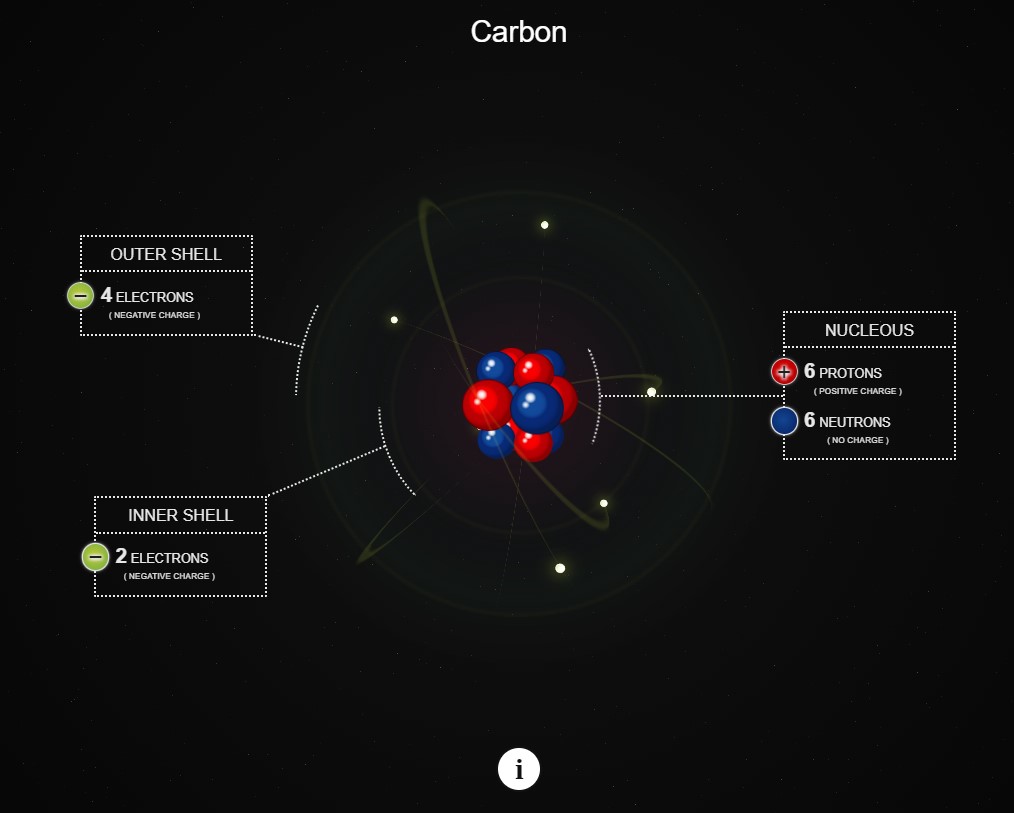 Carbon
OUTER SHELL
4 ELECTRONS
( NEGATIVE CHARGE )
NUCLEOUS
6 PROTONS
( POSITIVE CHARGE )
6 NEUTRONS
( NO CHARGE )
INNER SHELL
2 ELECTRONS
( NEGATIVE CHARGE )
i